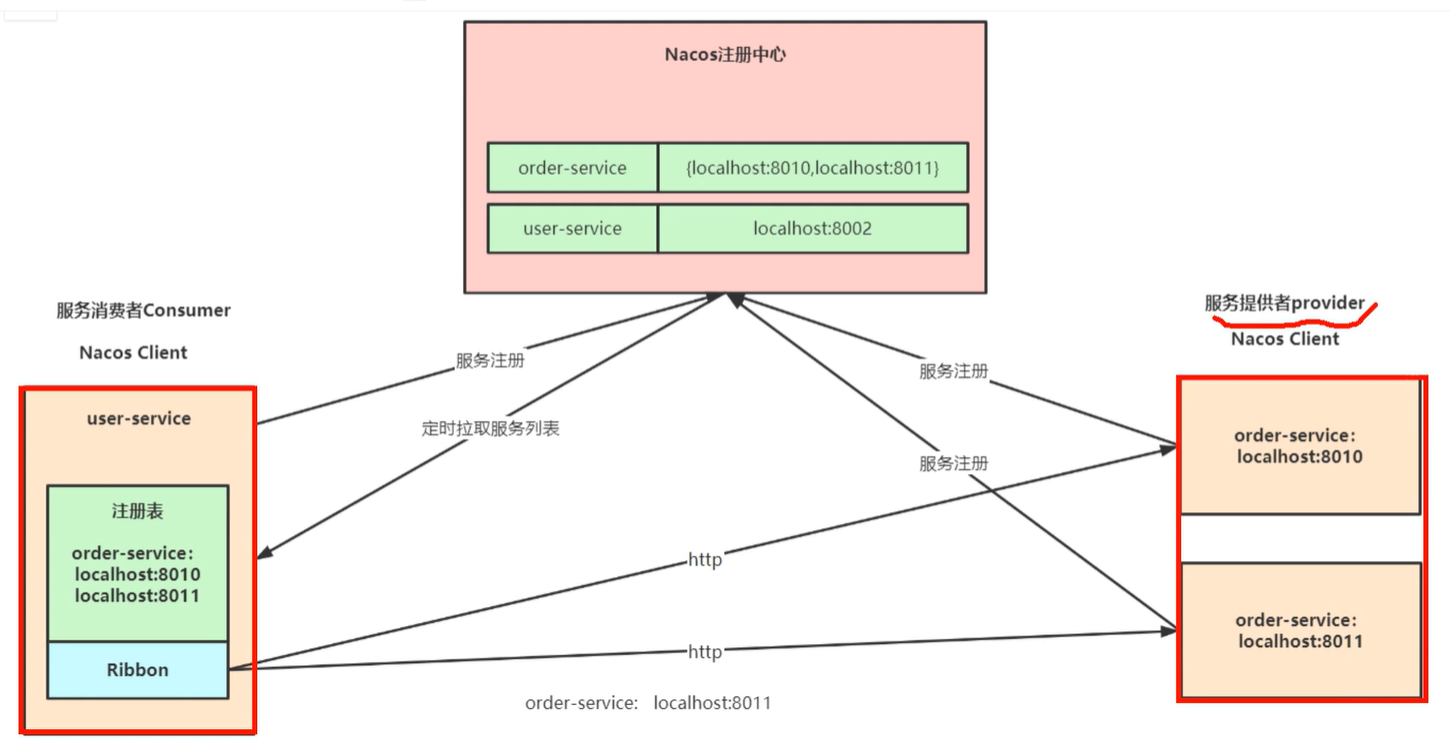 Nacos注册中心
order-service
{localhost:8010,localhost:8011}
user-service
localhost:8002
服务消费者Consumer
Nacos Client
服务提供者provider
Nacos Client
服务注册
服务注册
定时拉取服务列表
服务注册
user-service
注册表
order-service：
localhost:8010
localhost:8011
Ribbon
order-service：
localhost:8010
http
order-service：
localhost:8011
http
order-service: localhost:8011